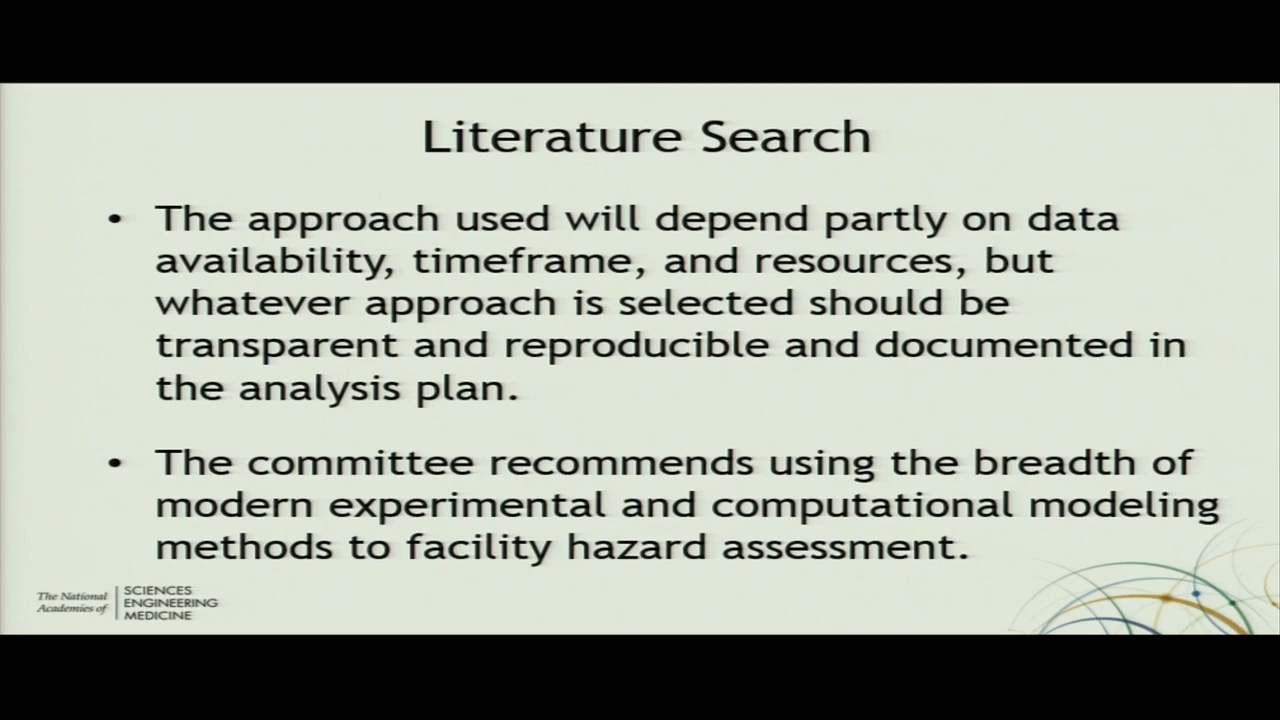 Literature Search
• The approach used will depend partly on data
availability, timeframe, and resources, but
whatever approach is selected should be
transparent and reproducible and documented in
the analysis plan.
• The committee recommends using the breadth of
modern experimental and computational modeling
methods to facility hazard assessment.
The National
Academies of
SCIENCES
ENGINEERING
MEDICINE